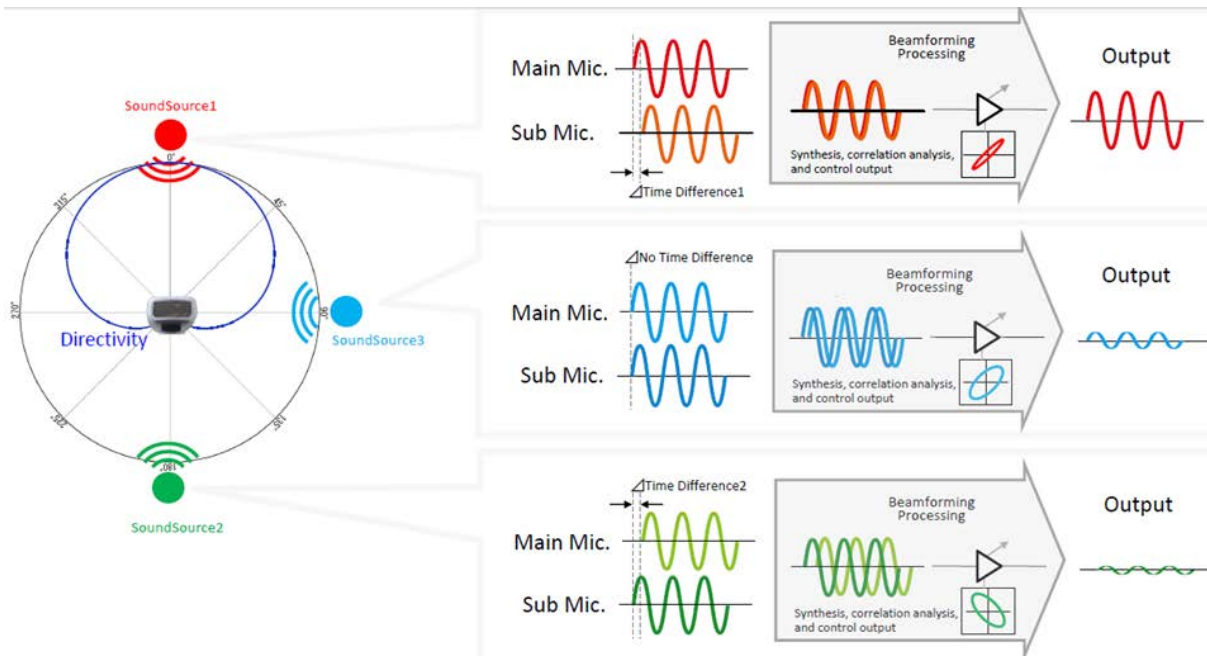 SoundSource1
0°
45°
90°
135°
180°
225°
270°
315°
Directivity
SoundSource3
SoundSource2
Main Mic.
Sub Mic.
⊿Time Difference1
Beamforming
Processing
Synthesis, correlation analysis,
and control output
Output
⊿No Time Difference
Main Mic.
Sub Mic.
Beamforming
Processing
Synthesis, correlation analysis,
and control output
Output
⊿Time Difference2
Main Mic.
Sub Mic.
Beamforming
Processing
Synthesis, correlation analysis,
and control output
Output